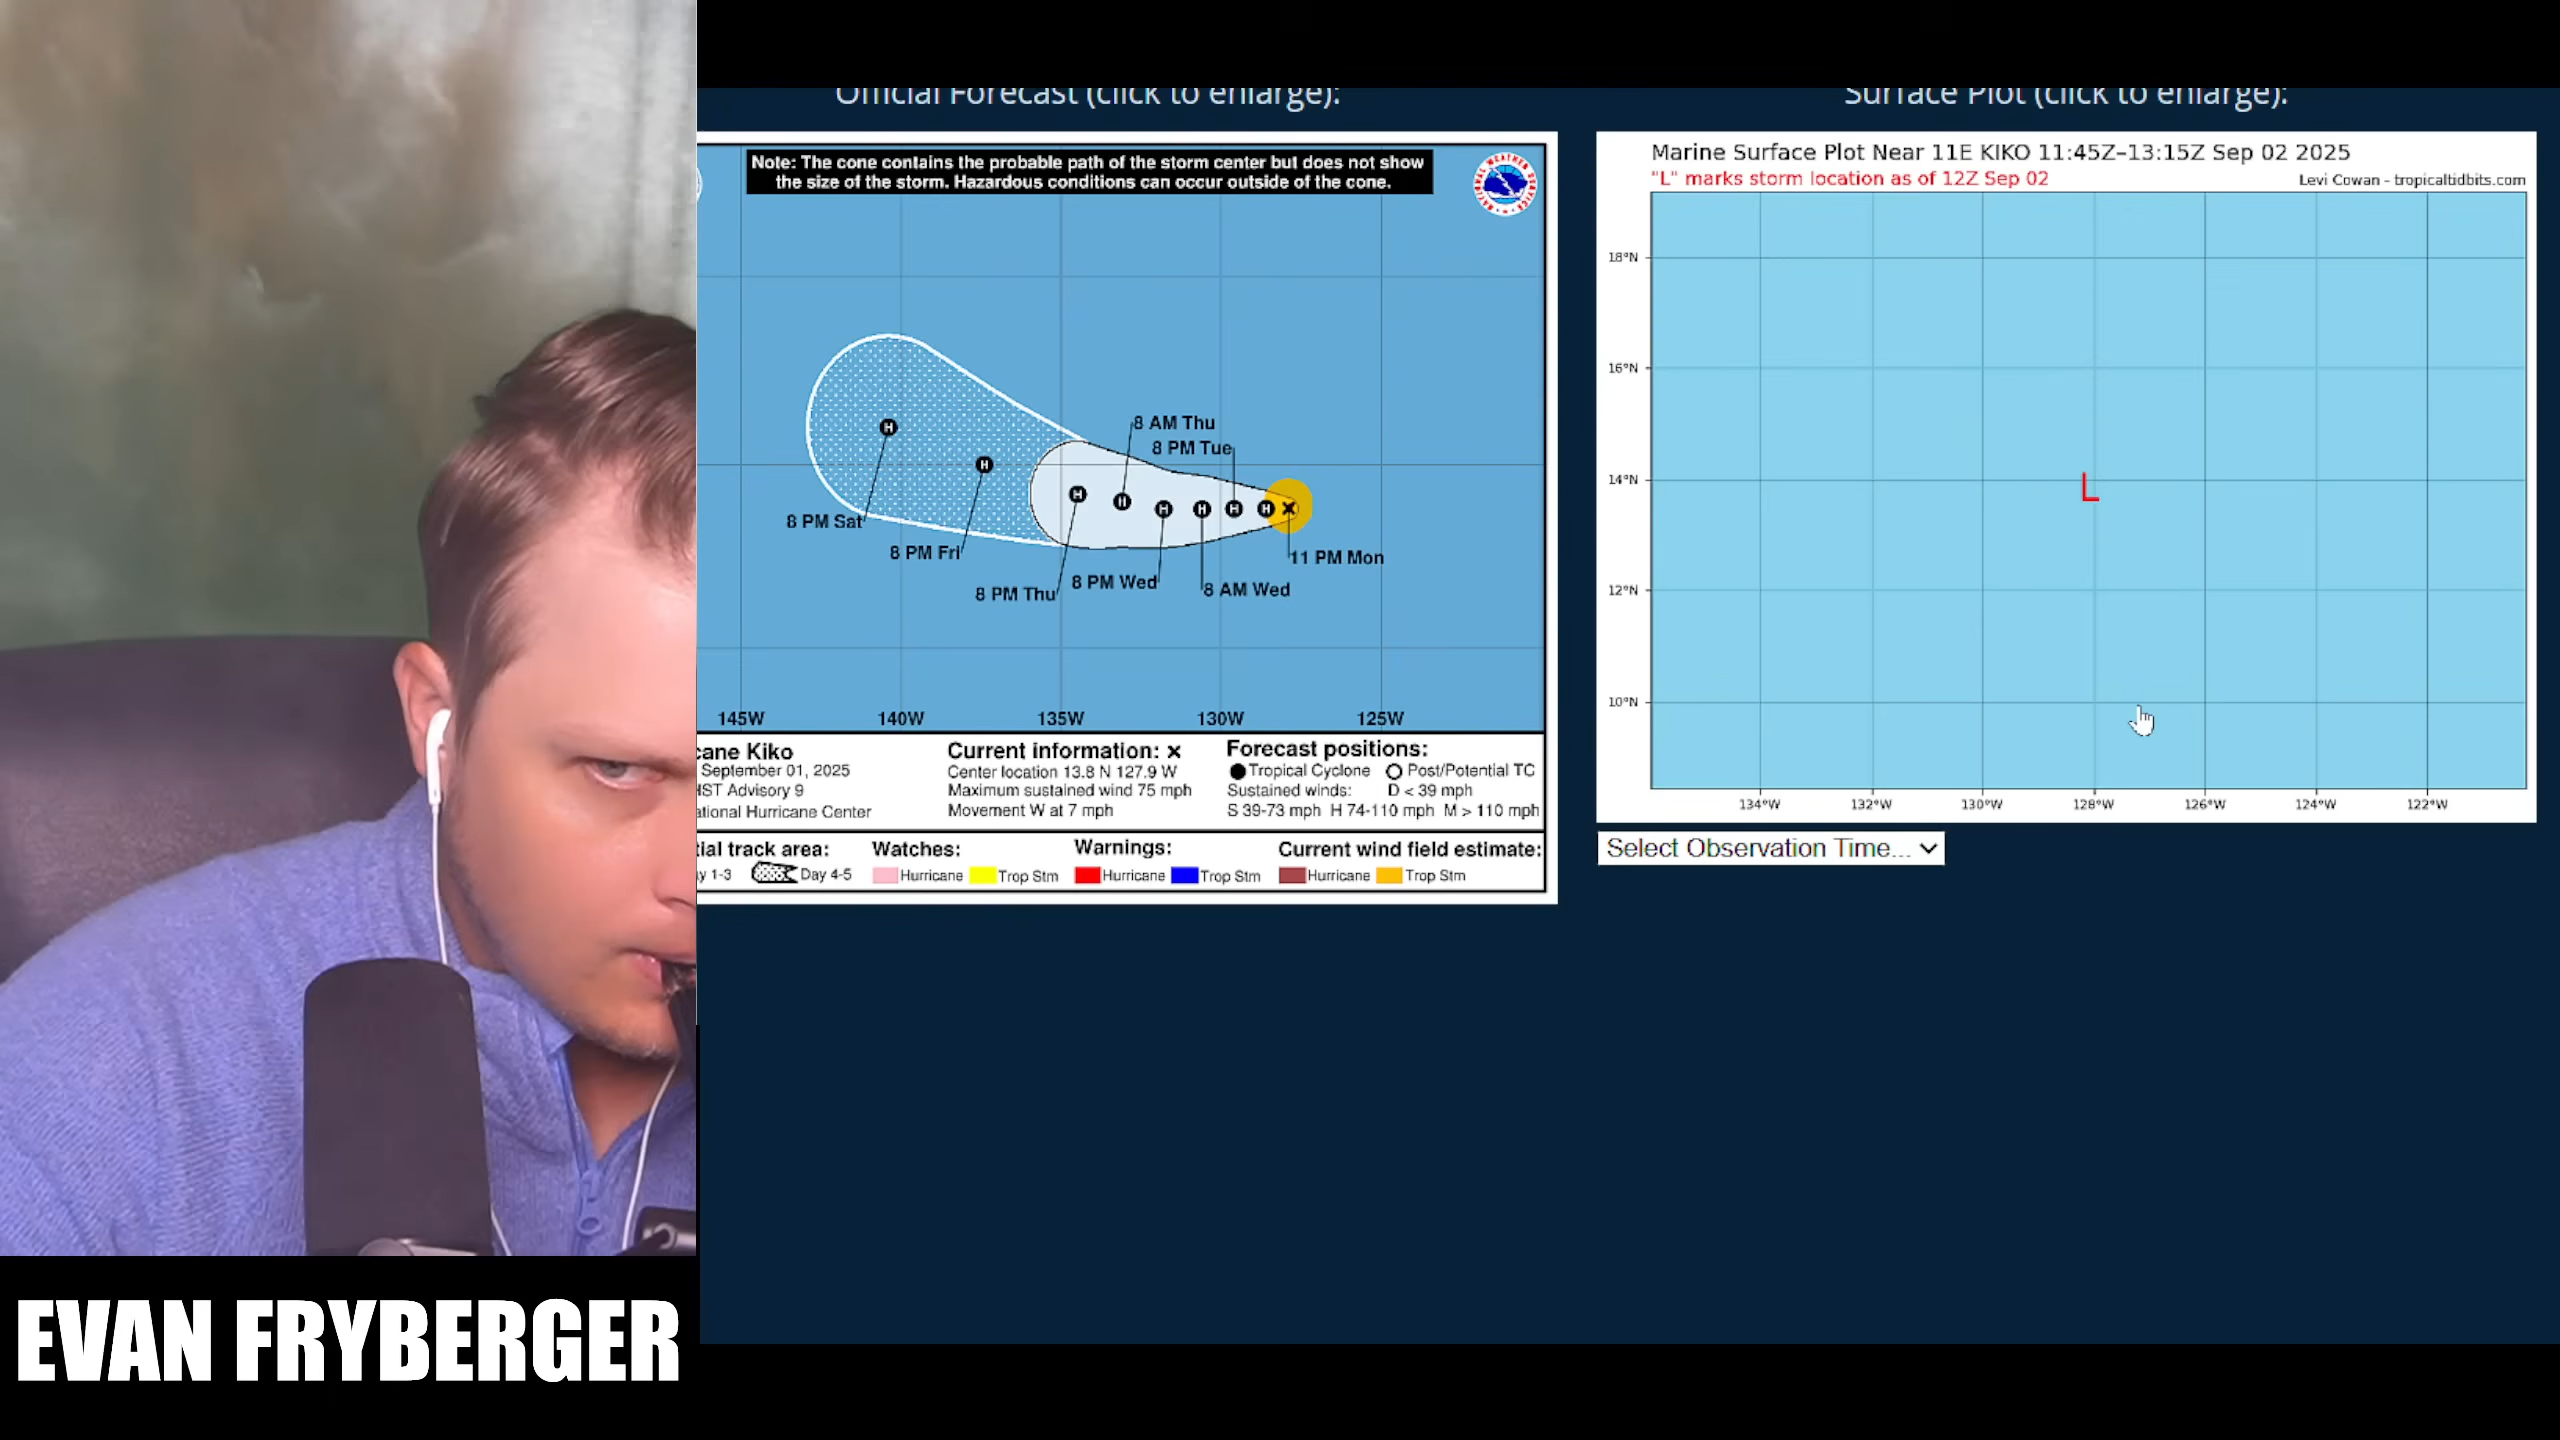 Official Forecast (click to enlarge):
Note: The cone contains the probable path of the storm center but does not show
the size of the storm. Hazardous conditions can occur outside of the cone.
8 AM Thu
8 PM Tue
8 PM Sat
8 PM Fri
8 PM Thu
8 PM Wed
8 AM Wed
11 PM Mon
H H H H H H H H
145W 140W 135W 130W 125W
cane Kiko
September 01, 2025
HST Advisory 9
ational Hurricane Center
Current information: x
Center location 13.8 N 127.9 W
Maximum sustained wind 75 mph
Movement W at 7 mph
Forecast positions:
Tropical Cyclone Post/Potential TC
Sustained winds: D < 39 mph
S 39-73 mph H 74-110 mph M > 110 mph
tial track area:
y 1-3 Day 4-5
Watches:
Hurricane Trop Stm
Warnings:
Hurricane Trop Stm
Current wind field estimate:
Hurricane Trop Stm
Surface Plot (click to enlarge):
Marine Surface Plot Near 11E KIKO 11:45Z-13:15Z Sep 02 2025
"L" marks storm location as of 12Z Sep 02
Levi Cowan - tropicaltidbits.com
18°N
16°N
14°N
12°N
10°N
L
134°W 132°W 130°W 128°W 126°W 124°W 122°W
Select Observation Time...
EVAN FRYBERGER